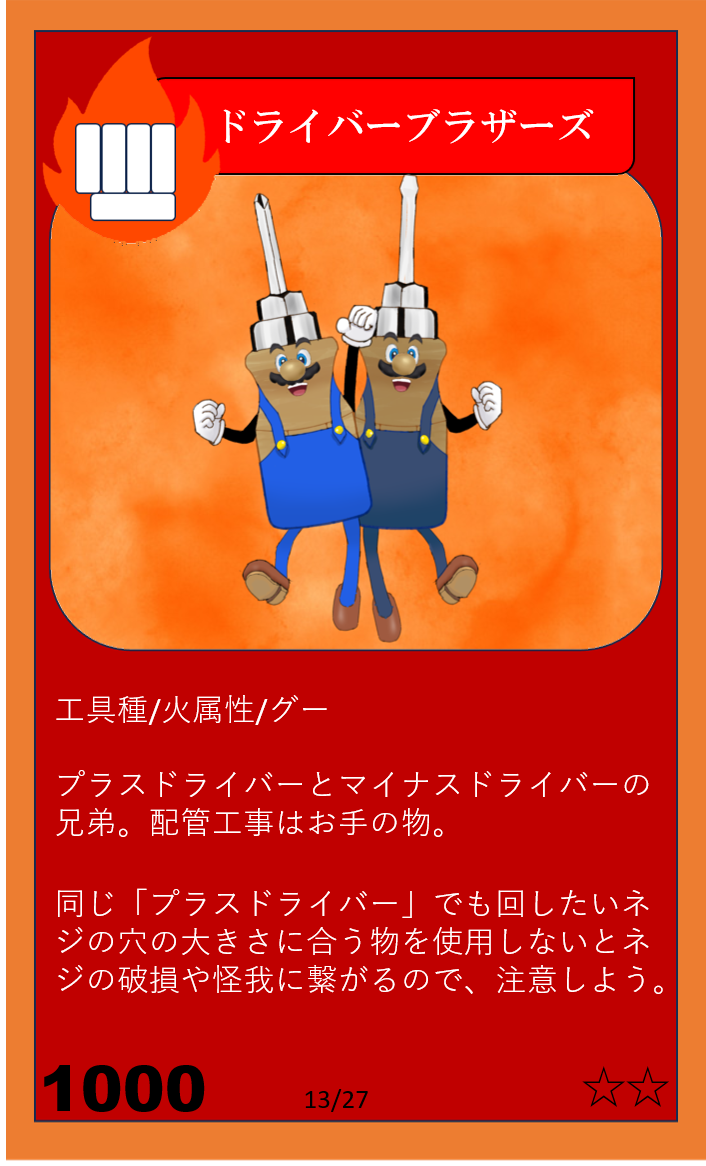 ドライバーブラザーズ
工具種/火属性/グー
プラスドライバーとマイナスドライバーの
兄弟。配管工事はお手の物。
同じ「プラスドライバー」でも回したいネ
ジの穴の大きさに合う物を使用しないとネ
ジの破損や怪我に繋がるので、注意しよう。
1000
13/27
☆☆